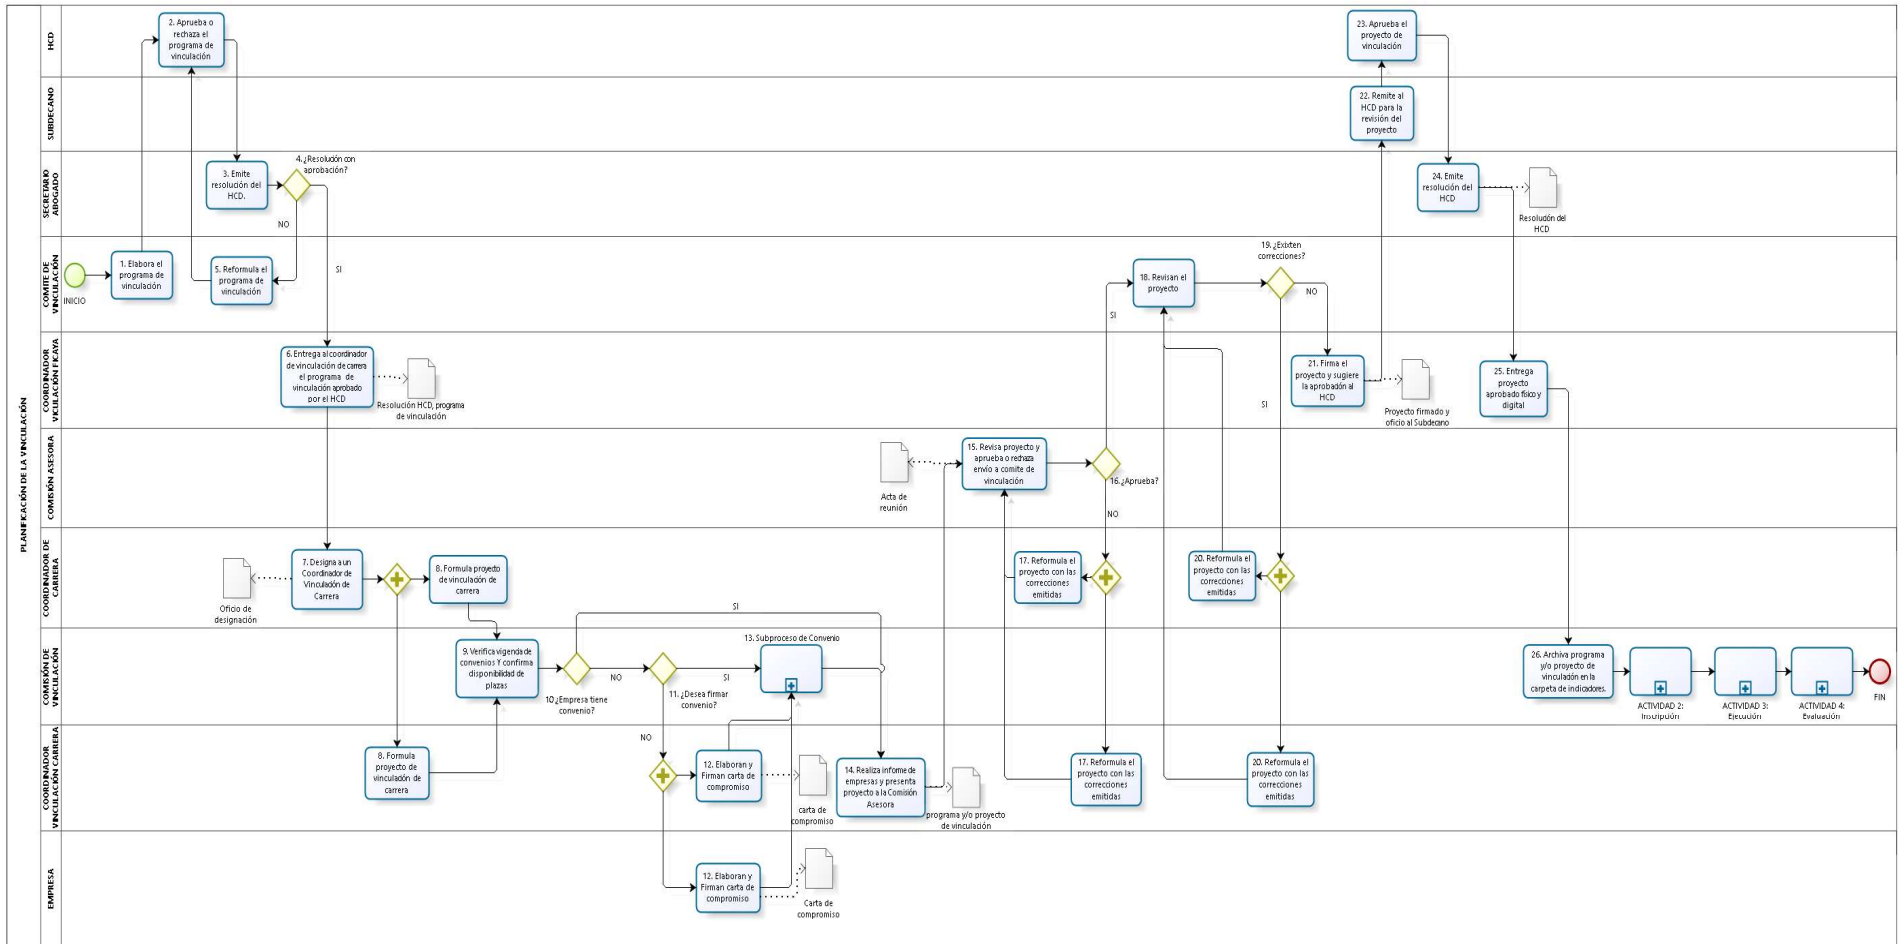 PLANIFICACIÓN DE LA VINCULACIÓN
HCD
2. Aprueba o
rechaza el
programa de
vinculación
23. Aprueba el
proyecto de
vinculación
SUBDECANO
22. Remite al
HCD para la
revisión del
proyecto
SECRETARIO
ABOGADO
3. Emite
resolución del
HCD.
4.¿Resolución con
aprobación?
NO
SI
24. Emite
resolución del
HCD
Resolución del
HCD
COMITE DE
VINCULACIÓN
INICIO
1. Elabora el
programa de
vinculación
5. Reformula el
programa de
vinculación
18. Revisan el
proyecto
SI
19. ¿Existen
correcciones?
NO
SI
COORDINADOR
VICULACIÓN FICAYA
6. Entrega al coordinador
de vinculación de carrera
el programa de
vinculación aprobado
por el HCD
Resolución HCD, programa
de vinculación
21. Firma el
proyecto y sugiere
la aprobación al
HCD
Proyecto firmado y
oficio al Subdecano
25. Entrega
proyecto
aprobado físico y
digital
COMISIÓN ASESORA
Acta de
reunión
15. Revisa proyecto y
aprueba o rechaza
envío a comite de
vinculación
16.¿Aprueba?
NO
COORDINADOR DE
CARRERA
Oficio de
designación
7. Designa a un
Coordinador de
Vinculación de
Carrera
8. Formula proyecto
de vinculación de
carrera
17. Reformula el
proyecto con las
correcciones
emitidas
20. Reformula el
proyecto con las
correcciones
emitidas
COMISIÓN DE
VINCULACIÓN
9. Verifica vigencia de
convenios Y confirma
disponibilidad de
plazas
10.¿Empresa tiene
convenio?
SI
NO
11. ¿Desea firmar
convenio?
SI
NO
13. Subproceso de Convenio
26. Archiva programa
y/o proyecto de
vinculación en la
carpeta de indicadores.
ACTIVIDAD 2:
Inscripción
ACTIVIDAD 3:
Ejecución
ACTIVIDAD 4:
Evaluación
FIN
COORDINADOR
VINCULACIÓN CARRERA
8. Formula
proyecto de
vinculación de
carrera
12. Elaboran y
Firman carta de
compromiso
carta de
compromiso
14. Realiza informe de
empresas y presenta
proyecto a la Comisión
Asesora
programa y/o proyecto
de vinculación
17. Reformula el
proyecto con las
correcciones
emitidas
20. Reformula el
proyecto con las
correcciones
emitidas
EMPRESA
12. Elaboran y
Firman carta de
compromiso
Carta de
compromiso